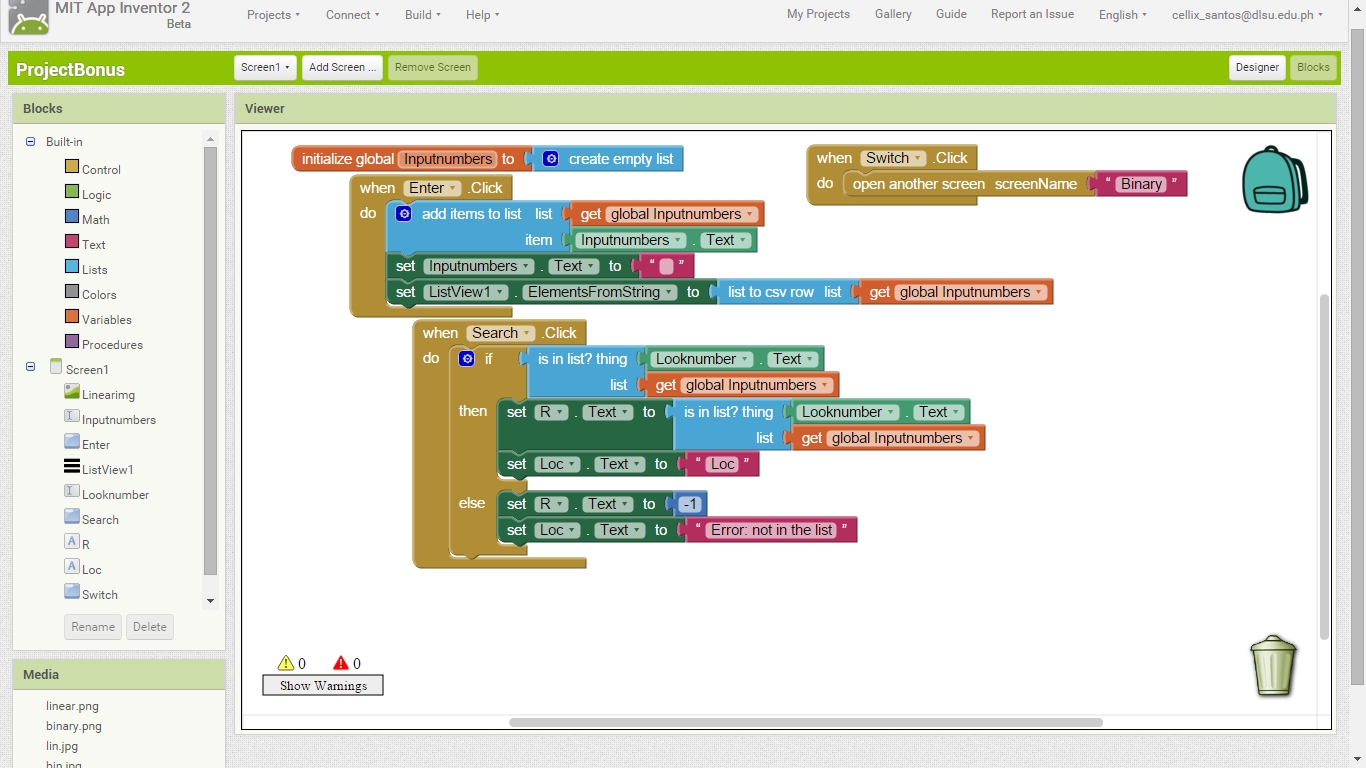 MIT App Inventor 2
Beta
Projects Connect Build Help My Projects Gallery Guide Report an Issue English cellix_santos@dlsu.edu.ph
ProjectBonus Screen1 Add Screen ... Remove Screen Designer Blocks
Blocks
Built-in
Control
Logic
Math
Text
Lists
Colors
Variables
Procedures
Screen1
Linearimg
Inputnumbers
Enter
ListView1
Looknumber
Search
R
Loc
Switch
Rename Delete
Media
linear.png
binary.png
lin.jpg
bin.jpg
Viewer
initialize global Inputnumbers to create empty list
when Enter .Click
do add items to list list get global Inputnumbers
item Inputnumbers . Text
set Inputnumbers . Text to " "
set ListView1 . ElementsFromString to list to csv row list get global Inputnumbers
when Search .Click
do if is in list? thing Looknumber . Text
list get global Inputnumbers
then set R . Text to is in list? thing Looknumber . Text
list get global Inputnumbers
set Loc . Text to " Loc "
else set R . Text to -1
set Loc . Text to " Error: not in the list "
when Switch .Click
do open another screen screenName " Binary "
0 0
Show Warnings